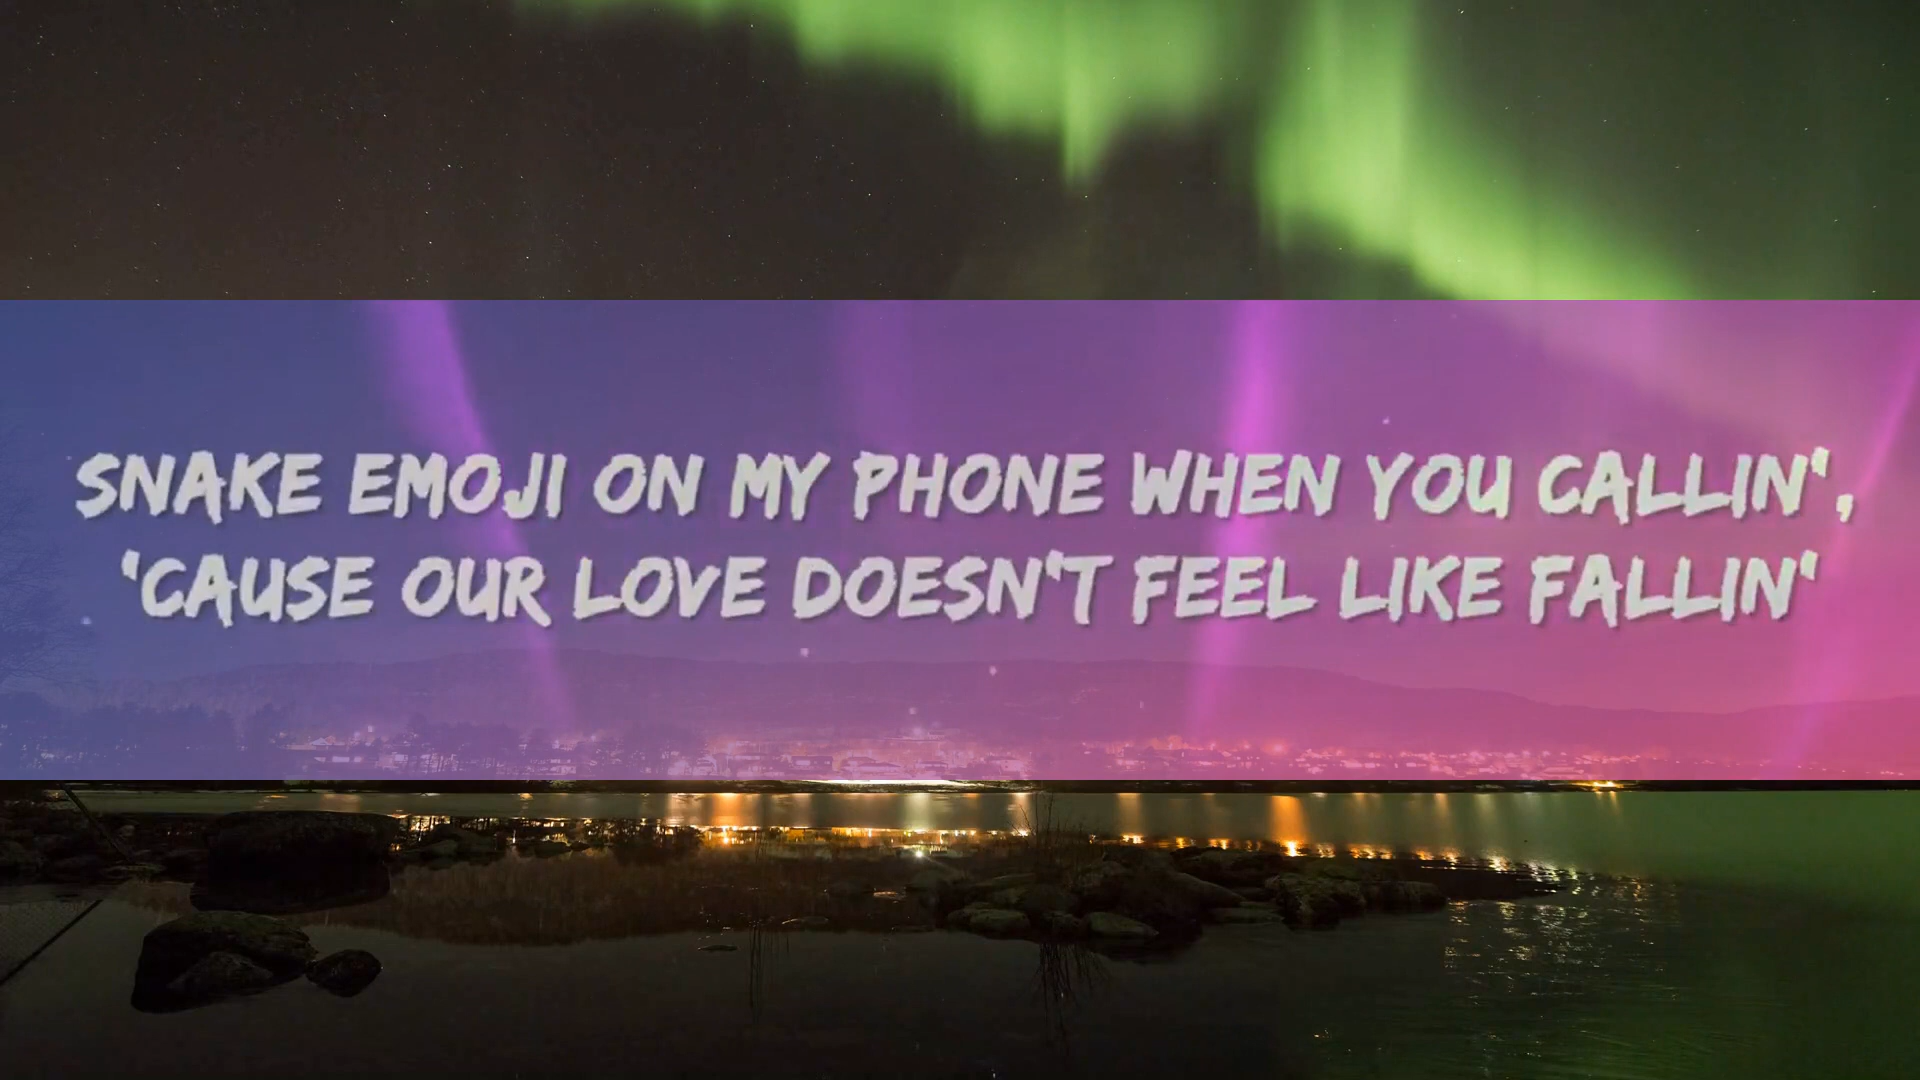 SNAKE EMOJI ON MY PHONE WHEN YOU CALLIN',
'CAUSE OUR LOVE DOESN'T FEEL LIKE FALLIN'